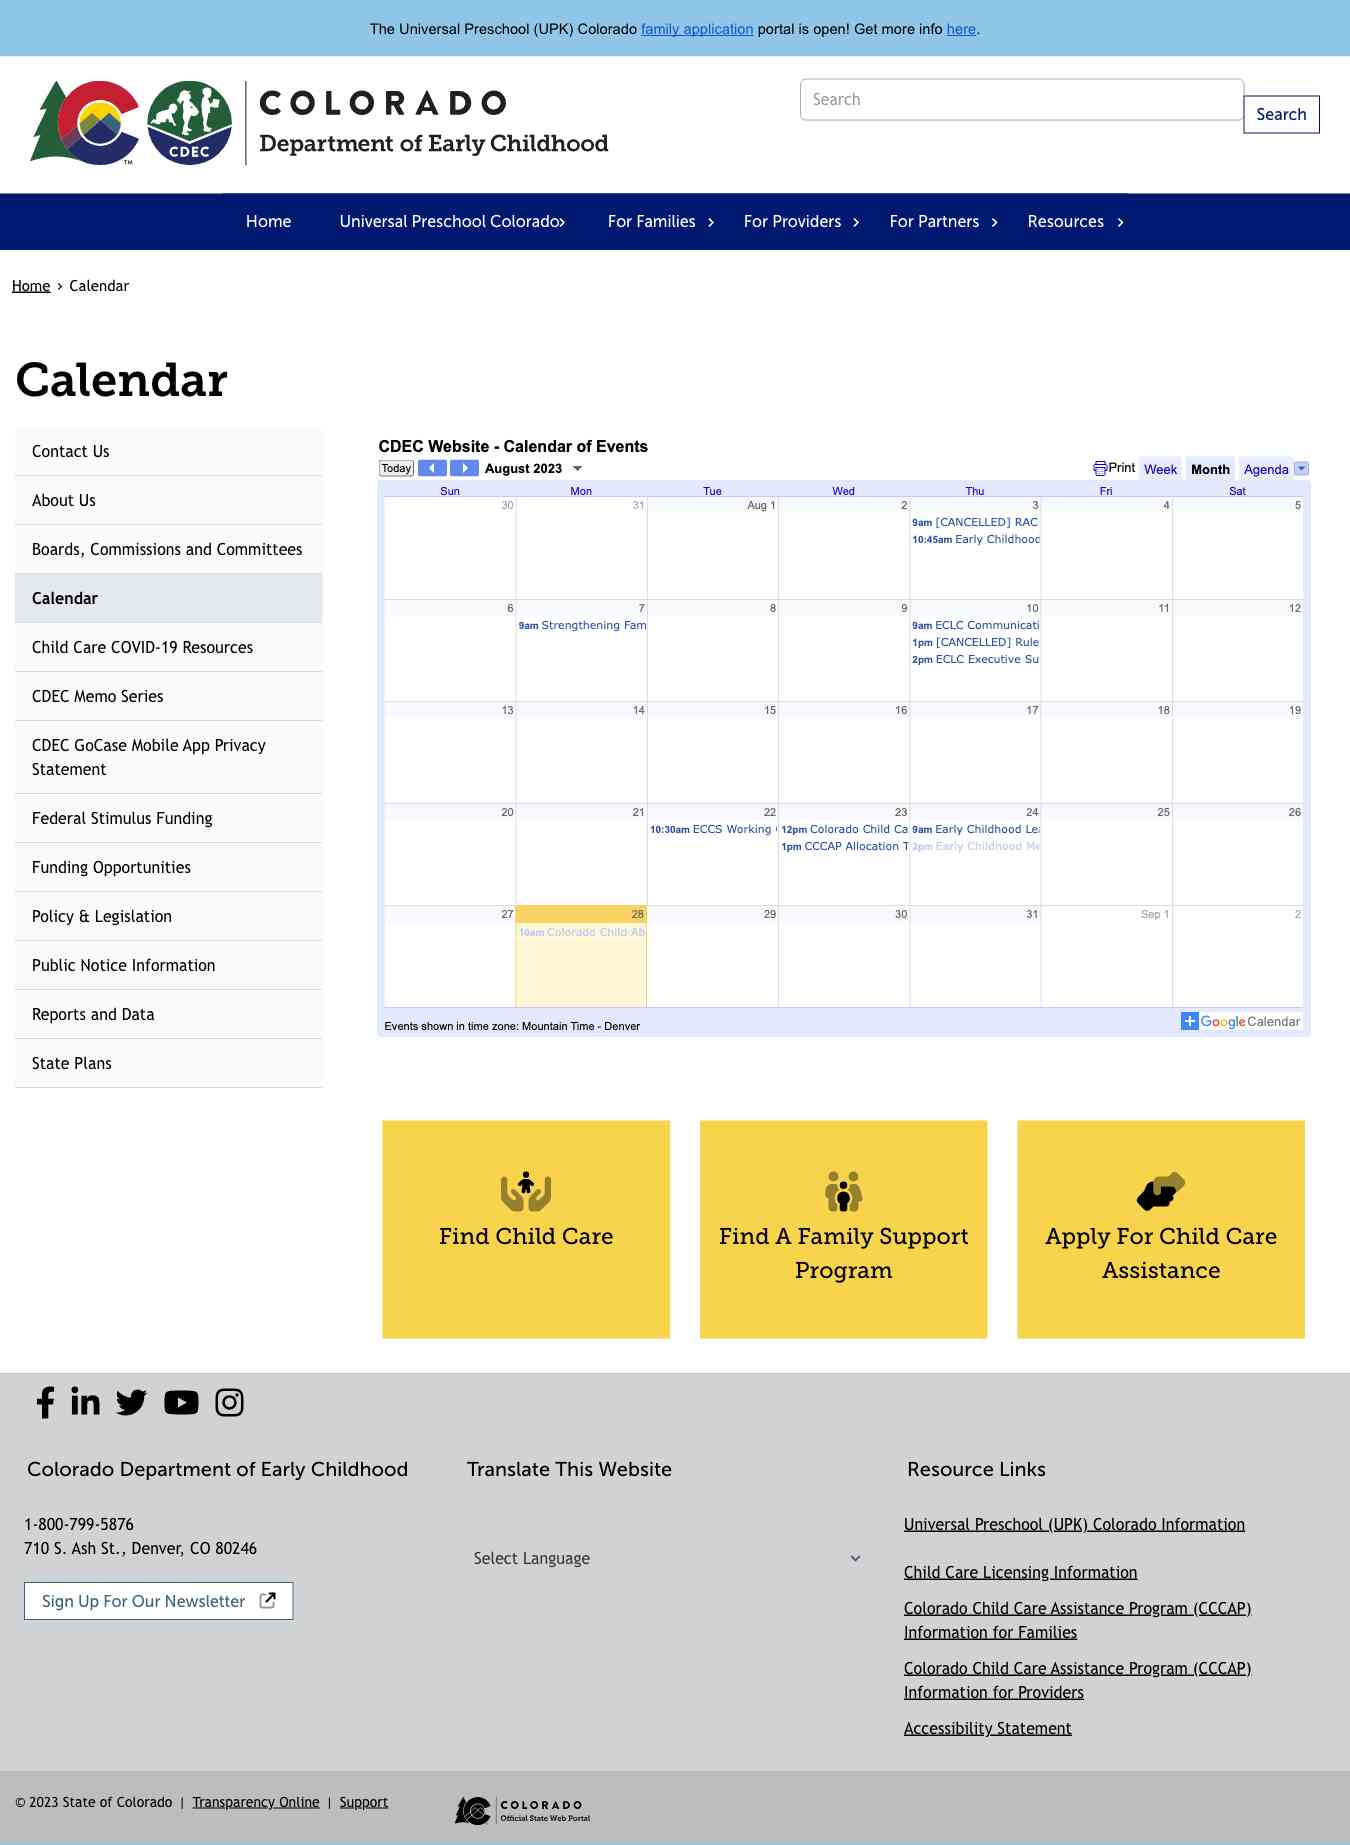 The Universal Preschool (UPK) Colorado family application portal is open! Get more info here.
CDEC
TM
COLORADO
Department of Early Childhood
Search
Search
Home
Universal Preschool Colorado
For Families
For Providers
For Partners
Resources
Home › Calendar
Calendar
Contact Us
About Us
Boards, Commissions and Committees
Calendar
Child Care COVID-19 Resources
CDEC Memo Series
CDEC GoCase Mobile App Privacy
Statement
Federal Stimulus Funding
Funding Opportunities
Policy & Legislation
Public Notice Information
Reports and Data
State Plans
CDEC Website - Calendar of Events
Today August 2023 Print Week Month Agenda
Sun Mon Tue Wed Thu Fri Sat
30 31 Aug 1 2 3 4 5
9am [CANCELLED] RAC
10:45am Early Childhood
6 7 8 9 10 11 12
9am Strengthening Fam
9am ECLC Communicati
1pm [CANCELLED] Rule
2pm ECLC Executive Su
13 14 15 16 17 18 19
20 21 22 23 24 25 26
10:30am ECCS Working
12pm Colorado Child Ca
1pm CCCAP Allocation T
9am Early Childhood Lea
2pm Early Childhood Me
27 28 29 30 31 Sep 1 2
10am Colorado Child Ab
Events shown in time zone: Mountain Time - Denver
Google Calendar
Find Child Care
Find A Family Support
Program
Apply For Child Care
Assistance
Colorado Department of Early Childhood
1-800-799-5876
710 S. Ash St., Denver, CO 80246
Sign Up For Our Newsletter
Translate This Website
Select Language
Resource Links
Universal Preschool (UPK) Colorado Information
Child Care Licensing Information
Colorado Child Care Assistance Program (CCCAP)
Information for Families
Colorado Child Care Assistance Program (CCCAP)
Information for Providers
Accessibility Statement
© 2023 State of Colorado | Transparency Online | Support
COLORADO
Official State Web Portal